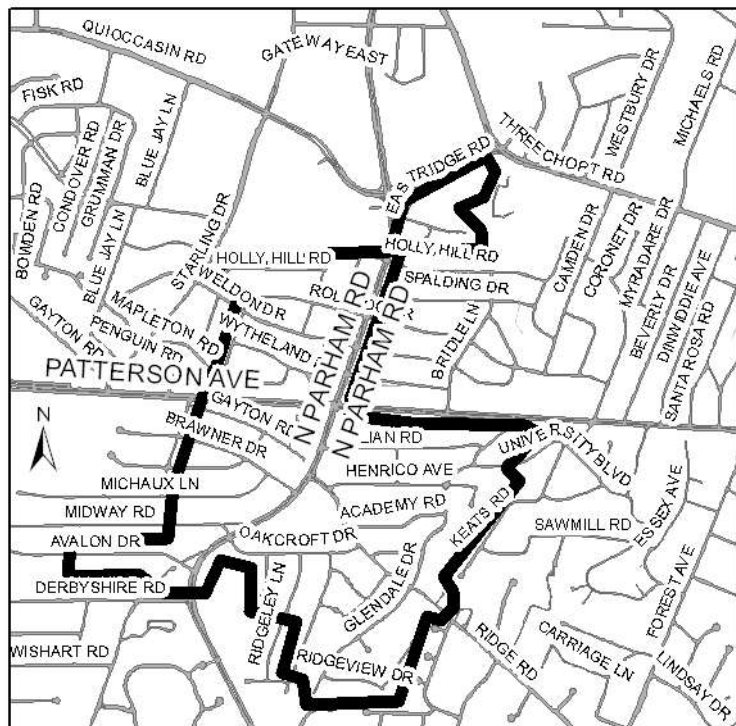 QUIOCCASIN RD
GATEWAY EAST
FISK RD
WESTBURY DR
MICHAELS RD
THREECHOPT RD
BLUE JAY LN
CONDOVER RD
GRUMMAN DR
BOWDEN RD
EAS TRIDGE RD
STARLING DR
HOLLY, HILL RD
HOLLY, HILL RD
CAMDEN DR
CORONET DR
MYRADARE DR
BEVERLY DR
DINWIDDIE AVE
SANTA ROSA RD
BLUE JAY LN
WELDON DR
SPALDING DR
GAYTON RD
MAPLETON RD
PENGUIN RD
WYTHELAND
BRIDLE LN
N PARHAM RD
N PARHAM RD
PATTERSON AVE
GAYTON RD
BRAWNER DR
LIAN RD
UNIVERSITY BLVD
N
HENRICO AVE
MICHAUX LN
MIDWAY RD
ACADEMY RD
KEATS RD
SAWMILL RD
ESSEX AVE
AVALON DR
OAKCROFT DR
DERBYSHIRE RD
RIDGELEY LN
GLENDALE DR
FOREST AVE
WISHART RD
RIDGEVIEW DR
RIDGE RD
CARRIAGE LN
LINDSAY DR